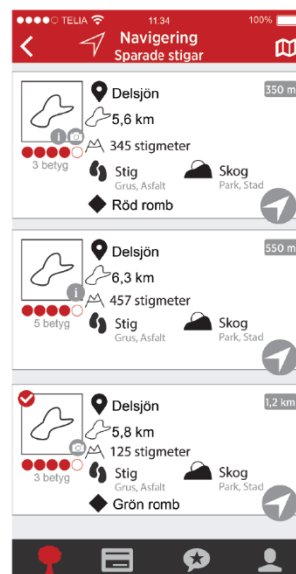 TELIA 11.34 100%
Navigering
Sparade stigar
Delsjön 350 m
5,6 km
345 stigmeter
3 betyg
Stig Skog
Grus, Asfalt Park, Stad
Röd romb
Delsjön 550 m
6,3 km
457 stigmeter
5 betyg
Stig Skog
Grus, Asfalt Park, Stad
Delsjön 1,2 km
5,8 km
125 stigmeter
3 betyg
Stig Skog
Grus, Asfalt Park, Stad
Grön romb